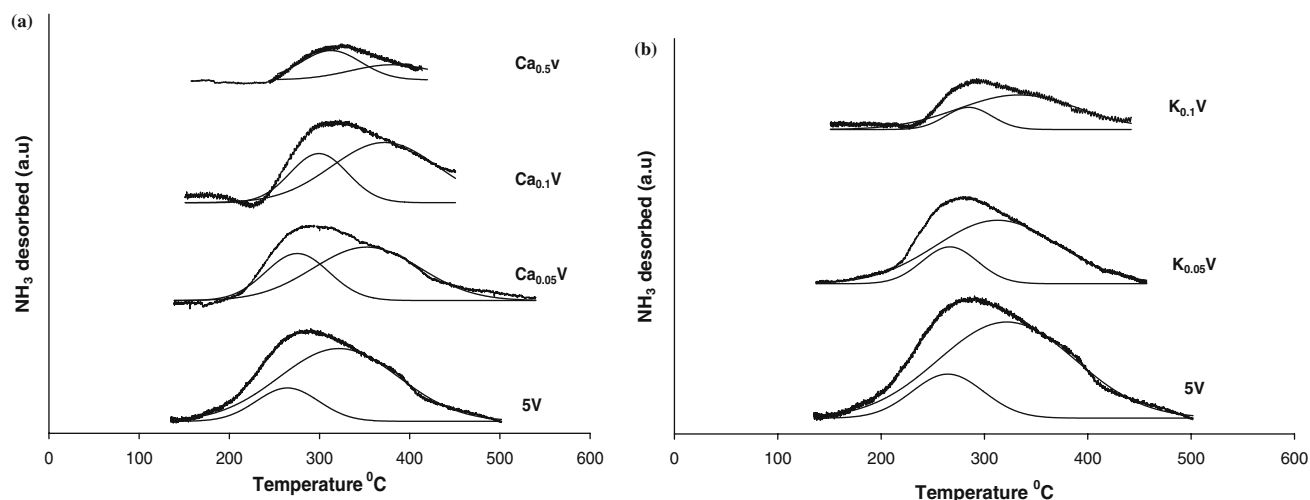 (a)
Ca0.5v
Ca0.1V
Ca0.05V
5V
NH3 desorbed (a.u)
0 100 200 300 400 500 600
Temperature 0C
(b)
K0.1V
K0.05V
5V
NH3 desorbed (a.u)
0 100 200 300 400 500 600
Temperature 0C